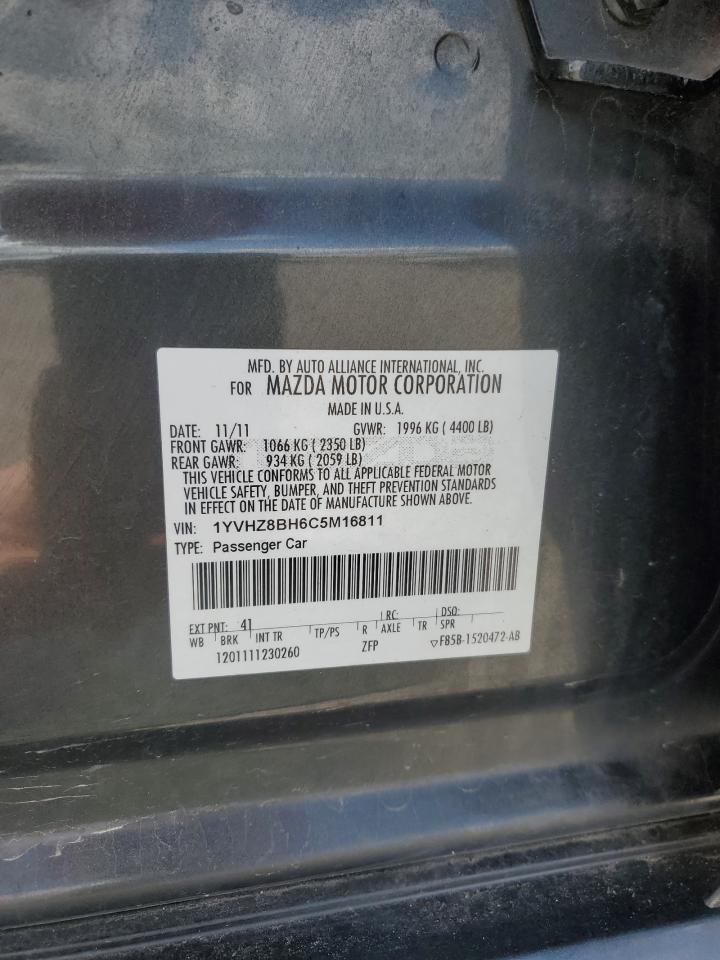 MFD. BY AUTO ALLIANCE INTERNATIONAL, INC.
FOR MAZDA MOTOR CORPORATION
MADE IN U.S.A.
DATE: 11/11 GVWR: 1996 KG ( 4400 LB)
FRONT GAWR: 1066 KG ( 2350 LB)
REAR GAWR: 934 KG ( 2059 LB)
THIS VEHICLE CONFORMS TO ALL APPLICABLE FEDERAL MOTOR
VEHICLE SAFETY, BUMPER, AND THEFT PREVENTION STANDARDS
IN EFFECT ON THE DATE OF MANUFACTURE SHOWN ABOVE.
VIN: 1YVHZ8BH6C5M16811
TYPE: Passenger Car
EXT PNT: 41 RC: DSO:
WB BRK INT TR TP/PS R AXLE TR SPR
1201111230260 ZFP ▽F85B-1520472-AB